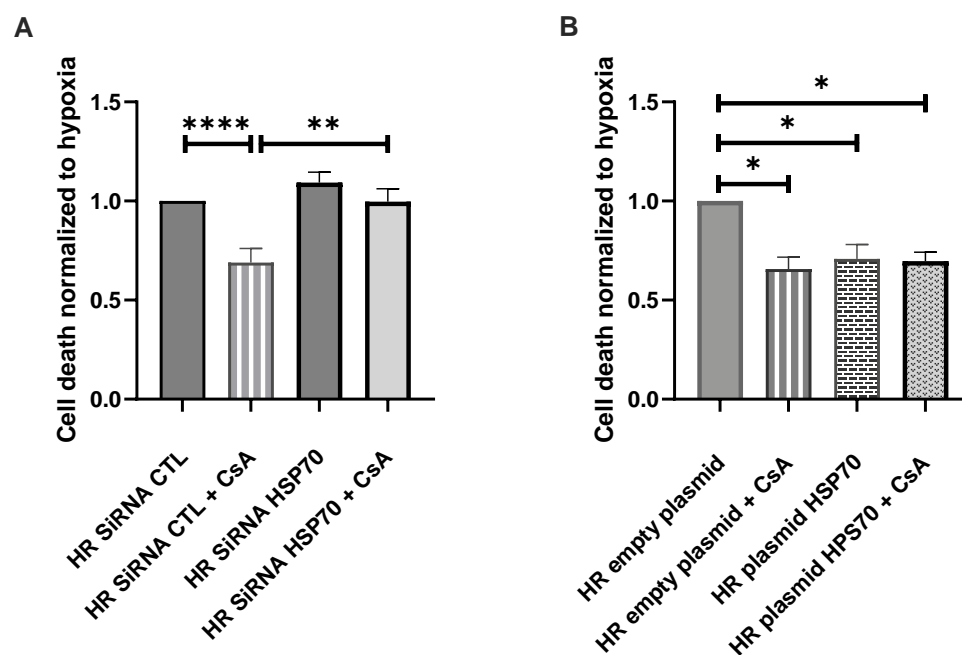 A
Cell death normalized to hypoxia
1.5
1.0
0.5
0.0
****
**
HR SiRNA CTL
HR SiRNA CTL + CsA
HR SiRNA HSP70
HR SiRNA HSP70 + CsA
B
Cell death normalized to hypoxia
1.5
1.0
0.5
0.0
*
*
*
HR empty plasmid
HR empty plasmid + CsA
HR plasmid HSP70
HR plasmid HPS70 + CsA